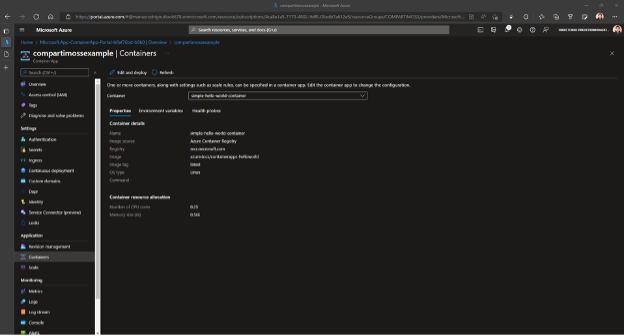 compartimossexample - Microsoft Azure
Microsoft Azure
Search resources, services, and docs (G+/)
Home > Microsoft.App-ContainerApp-Portal | Overview > compartimossexample
compartimossexample | Containers
Container App
Search (Ctrl+/)
Edit and deploy
Refresh
Overview
Access control (IAM)
Tags
Diagnose and solve problems
Settings
Authentication
Secrets
Ingress
Continuous deployment
Custom domains
Dapr
Identity
Service Connector (preview)
Locks
Application
Revision management
Containers
Scale
Monitoring
Metrics
Logs
Log stream
Console
Alerts
One or more containers, along with settings such as scale rules, can be specified in a container app. Edit the container app to change the configuration.
Container
simple-hello-world-container
Properties Environment variables Health probes
Container details
Name simple-hello-world-container
Image source Azure Container Registry
Registry mcr.microsoft.com
Image azuredocs/containerapps-helloworld
Image tag latest
OS type Linux
Command
Container resource allocation
Number of CPU cores 0.25
Memory size (Gi) 0.5Gi